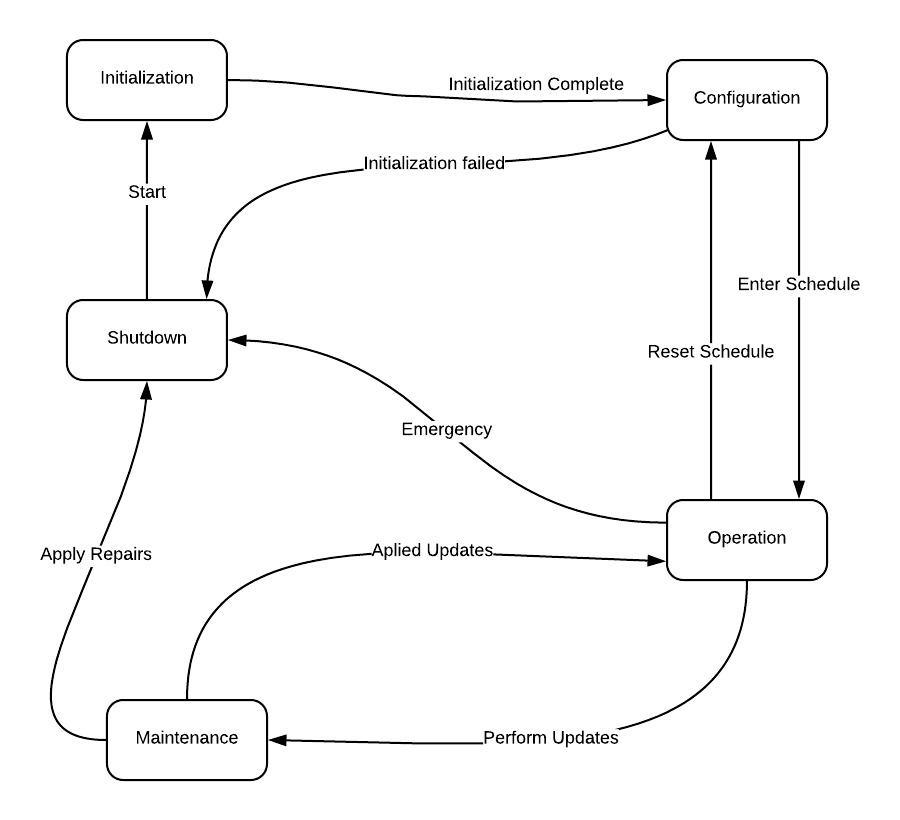 Initialization
Initialization Complete
Configuration
Initialization failed
Start
Enter Schedule
Shutdown
Reset Schedule
Emergency
Operation
Aplied Updates
Apply Repairs
Maintenance
Perform Updates